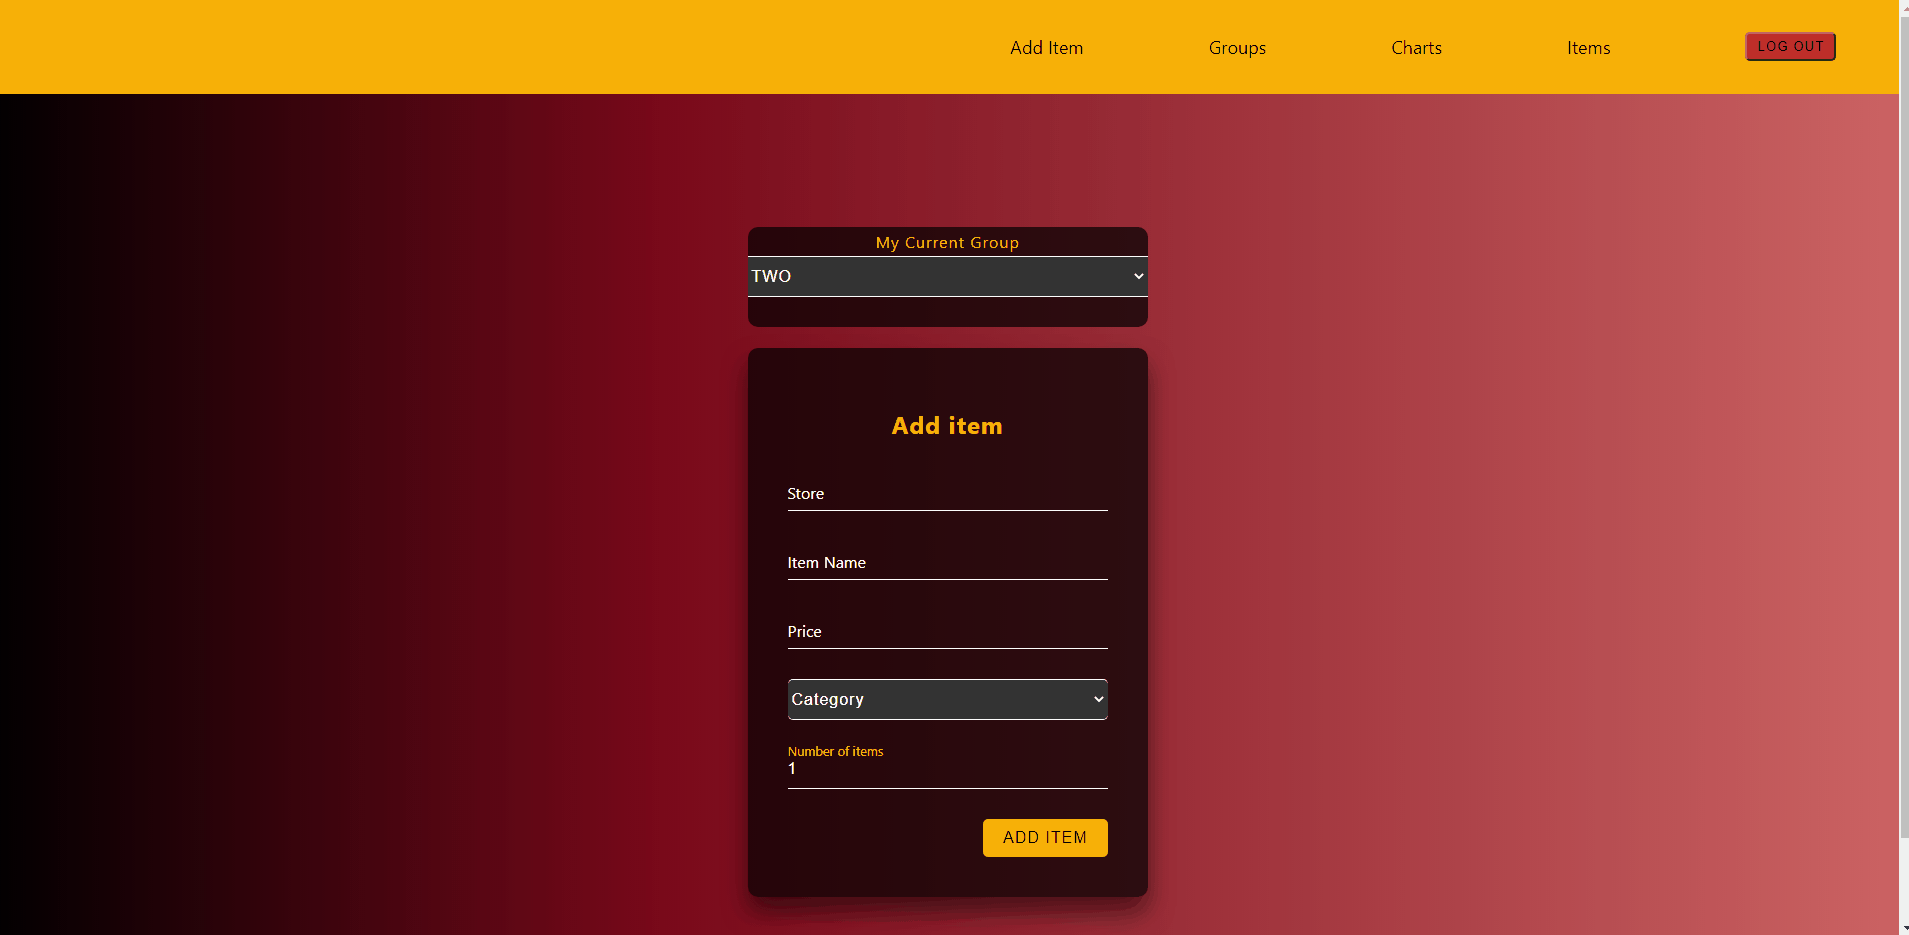 Add Item Groups Charts Items LOG OUT
My Current Group
TWO
Add item
Store
Item Name
Price
Category
Number of items
1
ADD ITEM